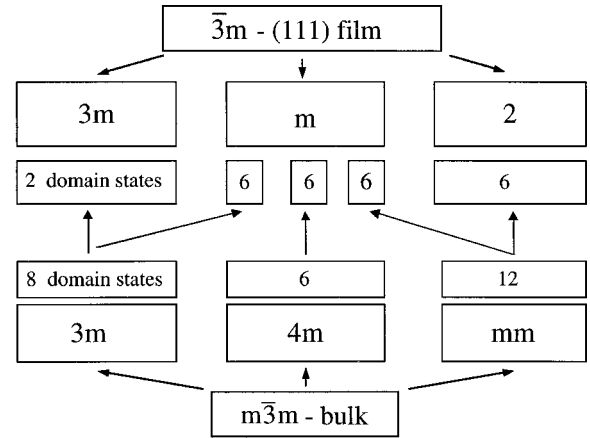 3̅m - (111) film
3m m 2
2 domain states 6 6 6 6
8 domain states 6 12
3m 4m mm
m3̅m - bulk